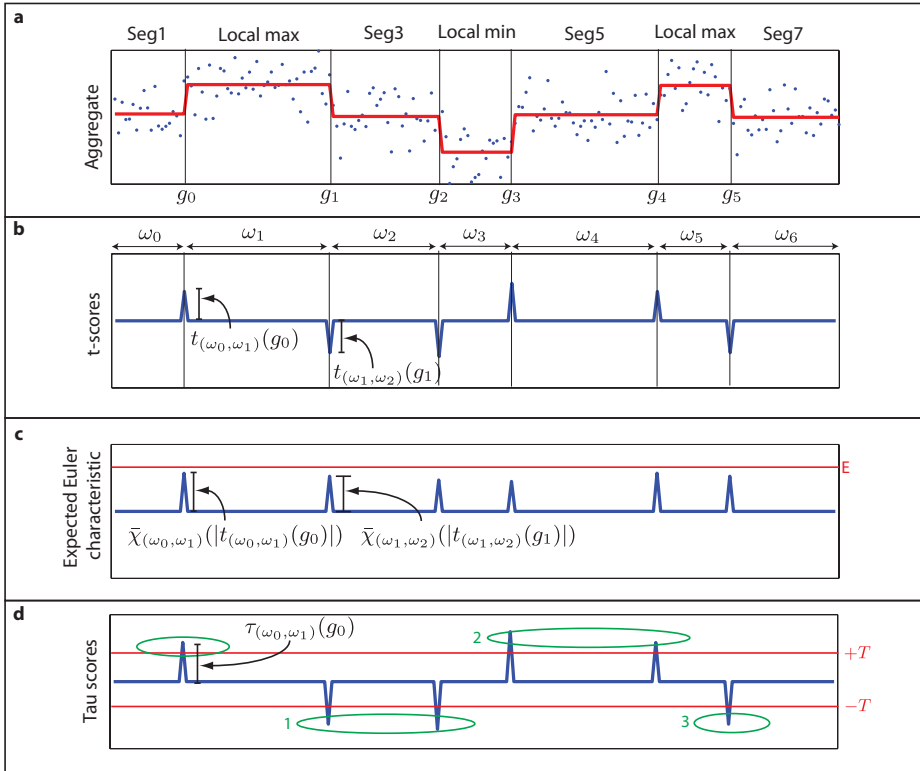 a
Seg1 Local max Seg3 Local min Seg5 Local max Seg7
Aggregate
g₀ g₁ g₂ g₃ g₄ g₅
b
ω₀ ω₁ ω₂ ω₃ ω₄ ω₅ ω₆
t-scores
t₍ω₀,ω₁₎(g₀)
t₍ω₁,ω₂₎(g₁)
c
Expected Euler
characteristic
E
χ̄₍ω₀,ω₁₎(|t₍ω₀,ω₁₎(g₀)|) χ̄₍ω₁,ω₂₎(|t₍ω₁,ω₂₎(g₁)|)
d
Tau scores
τ₍ω₀,ω₁₎(g₀)
2
+T
−T
1
3